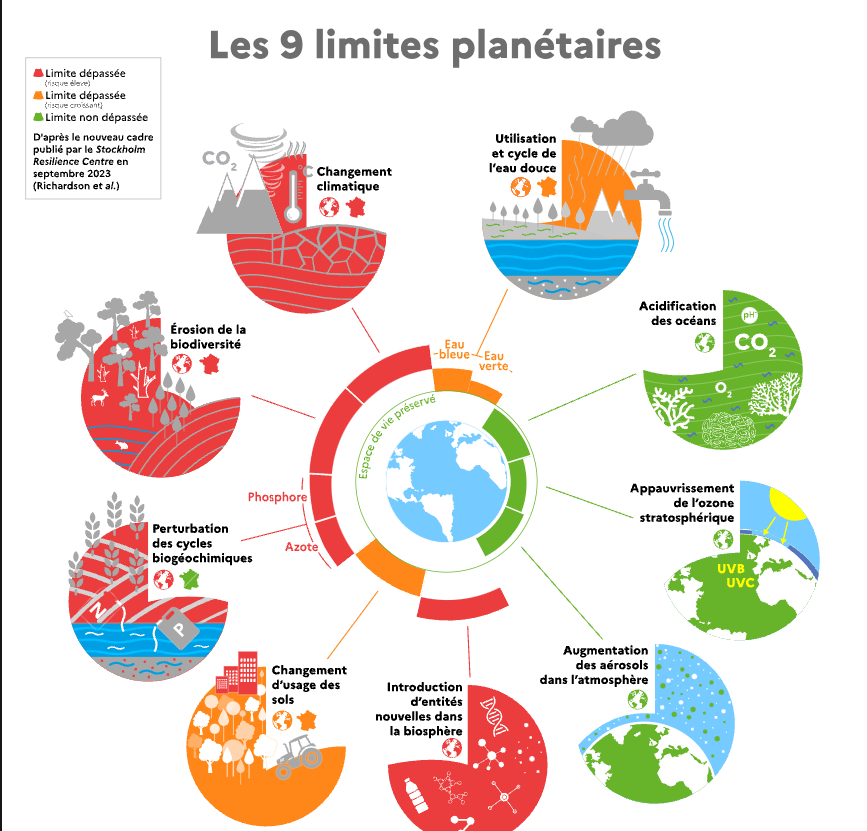 Les 9 limites planétaires
Limite dépassée
(risque élevé)
Limite dépassée
(risque croissant)
Limite non dépassée
D'après le nouveau cadre
publié par le Stockholm
Resilience Centre en
septembre 2023
(Richardson et al.)
CO2
°C
Changement
climatique
Utilisation
et cycle de
l'eau douce
Érosion de la
biodiversité
Acidification
des océans
pH
CO2
O2
Eau
bleue
Eau
verte
Espace de vie préservé
Phosphore
Azote
Perturbation
des cycles
biogéochimiques
N
P
Appauvrissement
de l'ozone
stratosphérique
UVB
UVC
Changement
d'usage des
sols
Introduction
d'entités
nouvelles dans
la biosphère
Augmentation
des aérosols
dans l'atmosphère